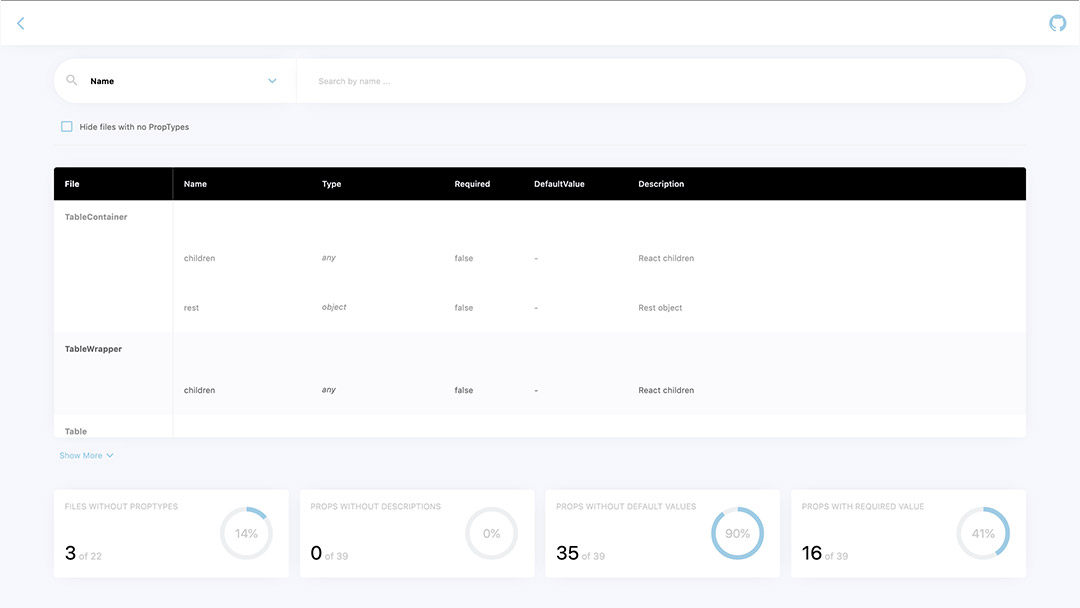 Name
Search by name ...
Hide files with no PropTypes
File Name Type Required DefaultValue Description
TableContainer
children any false - React children
rest object false - Rest object
TableWrapper
children any false - React children
Table
Show More
FILES WITHOUT PROPTYPES
14%
3 of 22
PROPS WITHOUT DESCRIPTIONS
0%
0 of 39
PROPS WITHOUT DEFAULT VALUES
90%
35 of 39
PROPS WITH REQUIRED VALUE
41%
16 of 39